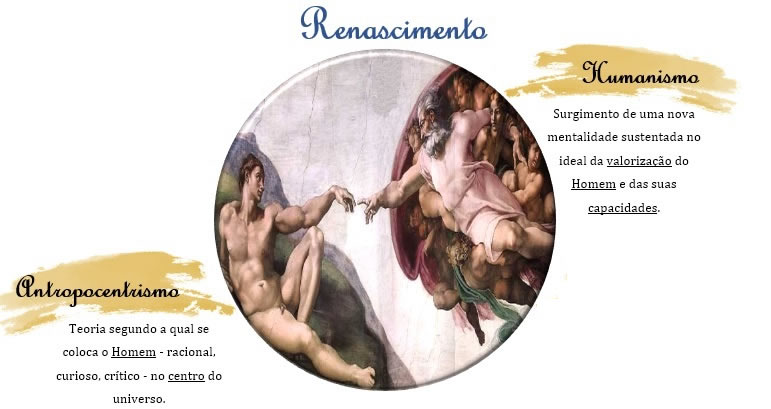 Renascimento
Humanismo
Surgimento de uma nova
mentalidade sustentada no
ideal da valorização do
Homem e das suas
capacidades.
Antropocentrismo
Teoria segundo a qual se
coloca o Homem - racional,
curioso, crítico - no centro do
universo.